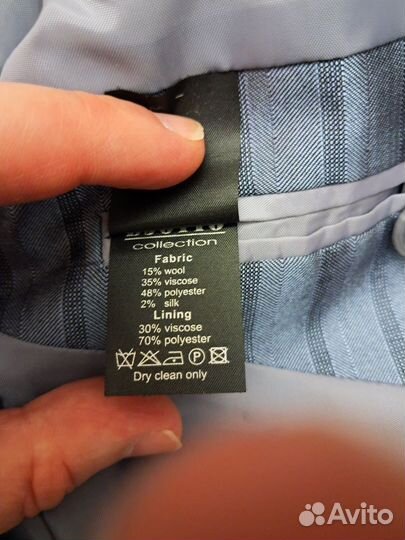 collection
Fabric
15% wool
35% viscose
48% polyester
2% silk
Lining
30% viscose
70% polyester
P
Dry clean only
Avito